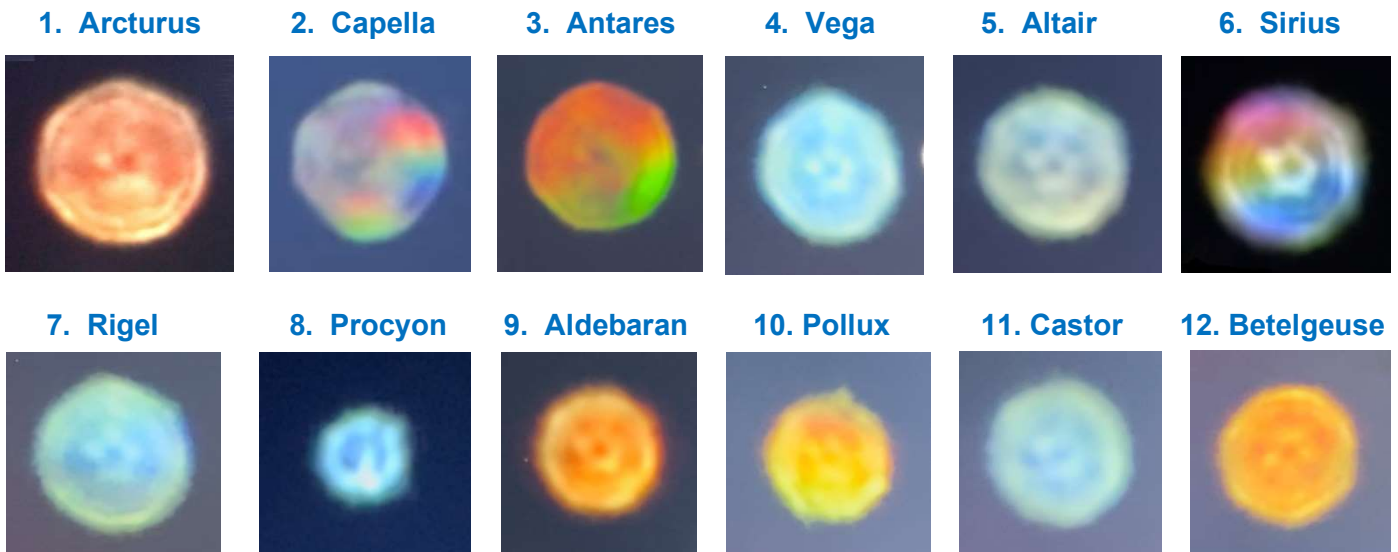 1. Arcturus
2. Capella
3. Antares
4. Vega
5. Altair
6. Sirius
7. Rigel
8. Procyon
9. Aldebaran
10. Pollux
11. Castor
12. Betelgeuse